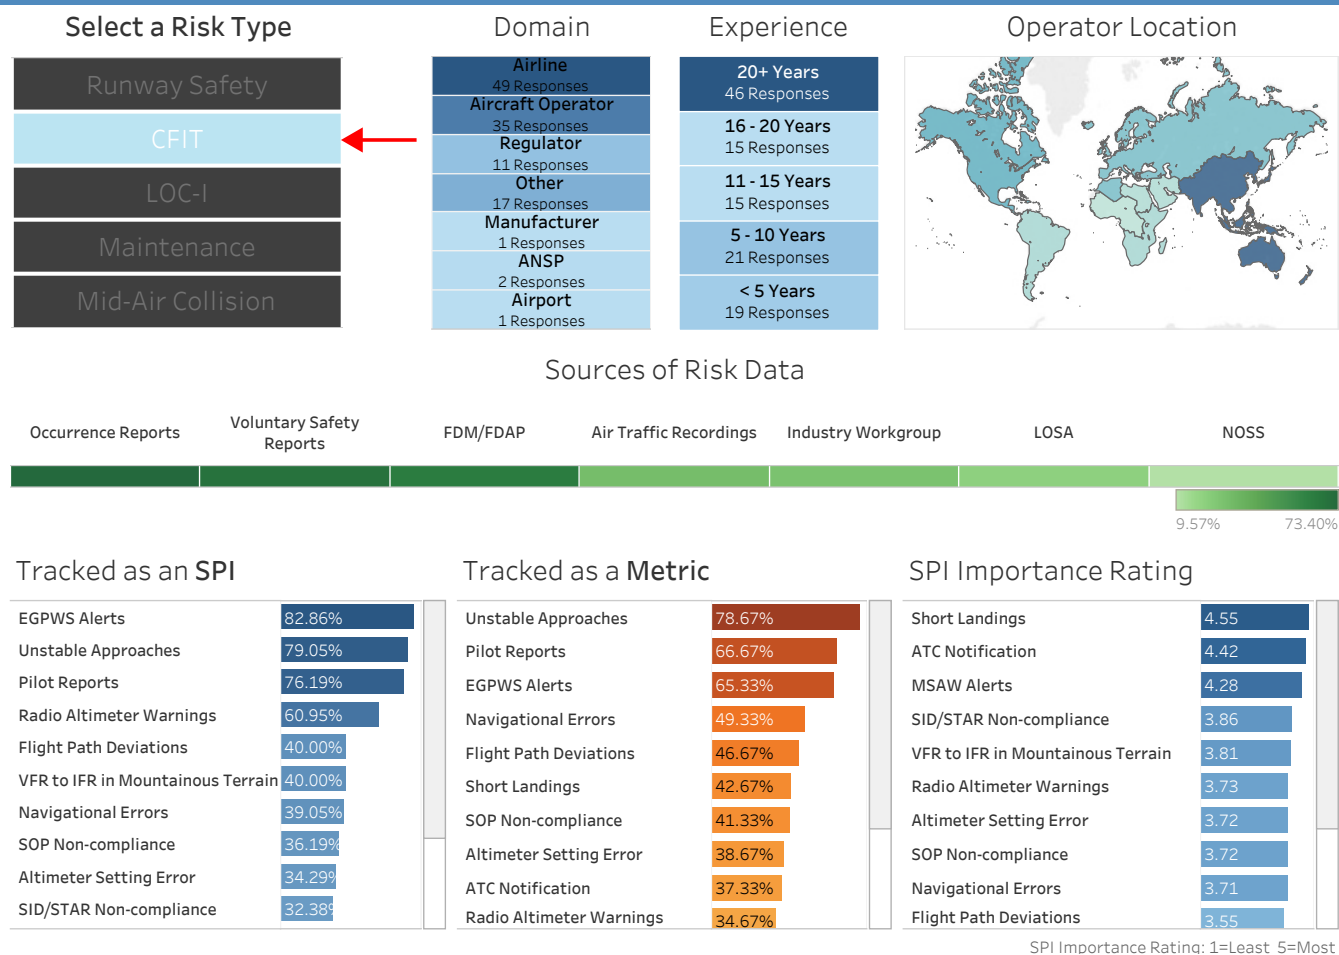 Select a Risk Type
Runway Safety
CFIT
LOC-I
Maintenance
Mid-Air Collision
Domain
Airline
49 Responses
Aircraft Operator
35 Responses
Regulator
11 Responses
Other
17 Responses
Manufacturer
1 Responses
ANSP
2 Responses
Airport
1 Responses
Experience
20+ Years
46 Responses
16 - 20 Years
15 Responses
11 - 15 Years
15 Responses
5 - 10 Years
21 Responses
< 5 Years
19 Responses
Operator Location
Sources of Risk Data
Occurrence Reports
Voluntary Safety
Reports
FDM/FDAP
Air Traffic Recordings
Industry Workgroup
LOSA
NOSS
9.57% 73.40%
Tracked as an SPI
EGPWS Alerts 82.86%
Unstable Approaches 79.05%
Pilot Reports 76.19%
Radio Altimeter Warnings 60.95%
Flight Path Deviations 40.00%
VFR to IFR in Mountainous Terrain 40.00%
Navigational Errors 39.05%
SOP Non-compliance 36.19%
Altimeter Setting Error 34.29%
SID/STAR Non-compliance 32.38%
Tracked as a Metric
Unstable Approaches 78.67%
Pilot Reports 66.67%
EGPWS Alerts 65.33%
Navigational Errors 49.33%
Flight Path Deviations 46.67%
Short Landings 42.67%
SOP Non-compliance 41.33%
Altimeter Setting Error 38.67%
ATC Notification 37.33%
Radio Altimeter Warnings 34.67%
SPI Importance Rating
Short Landings 4.55
ATC Notification 4.42
MSAW Alerts 4.28
SID/STAR Non-compliance 3.86
VFR to IFR in Mountainous Terrain 3.81
Radio Altimeter Warnings 3.73
Altimeter Setting Error 3.72
SOP Non-compliance 3.72
Navigational Errors 3.71
Flight Path Deviations 3.55
SPI Importance Rating: 1=Least 5=Most